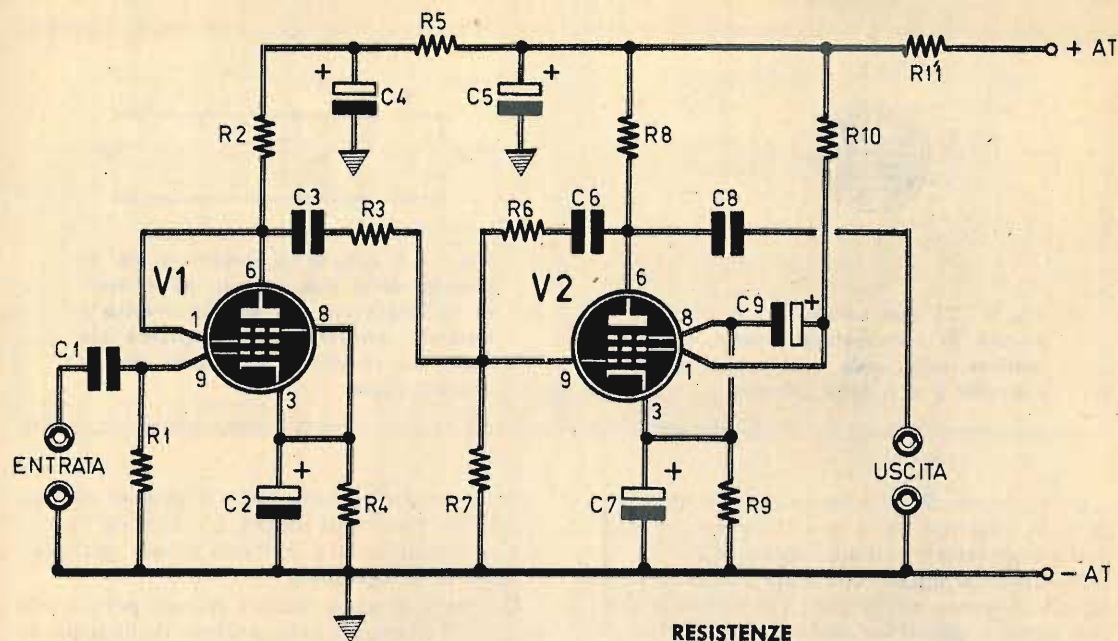 R5
+ AT
+
C4
C5
+
R11
R2
R8
R10
C3
R3
R6
C6
C8
V1
6
8
V2
6
C9
+
8
1
1
C1
9
9
3
3
R1
ENTRATA
+
C2
R4
R7
+
C7
R9
USCITA
- AT
RESISTENZE